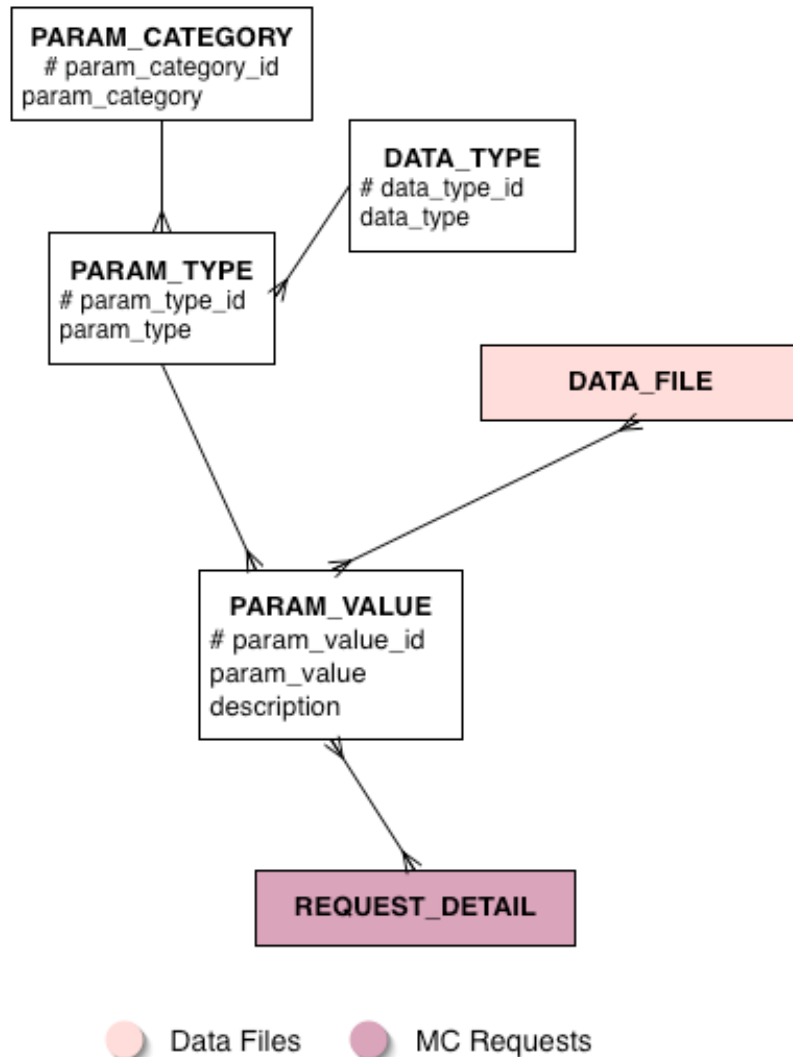 PARAM_CATEGORY
# param_category_id
param_category
DATA_TYPE
# data_type_id
data_type
PARAM_TYPE
# param_type_id
param_type
DATA_FILE
PARAM_VALUE
# param_value_id
param_value
description
REQUEST_DETAIL
Data Files
MC Requests